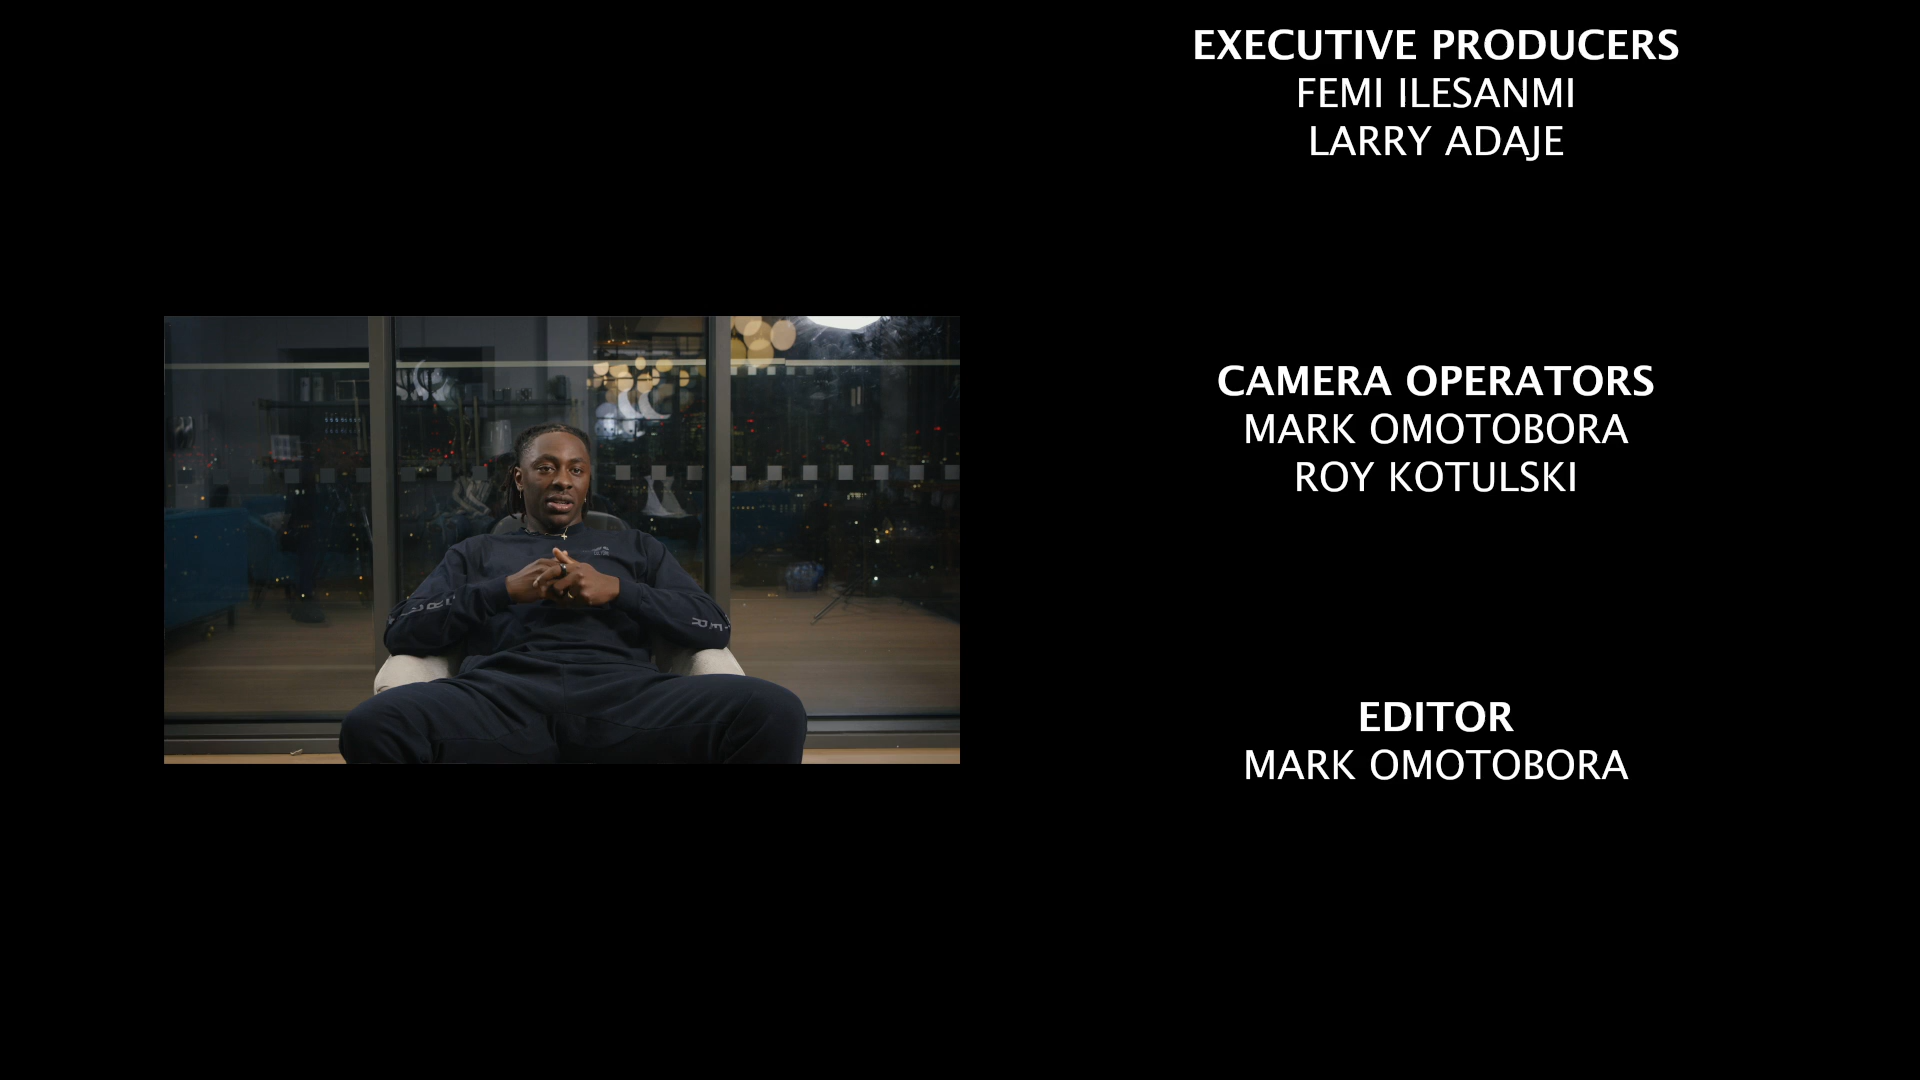 EXECUTIVE PRODUCERS
FEMI ILESANMI
LARRY ADAJE
CAMERA OPERATORS
MARK OMOTOBORA
ROY KOTULSKI
EDITOR
MARK OMOTOBORA